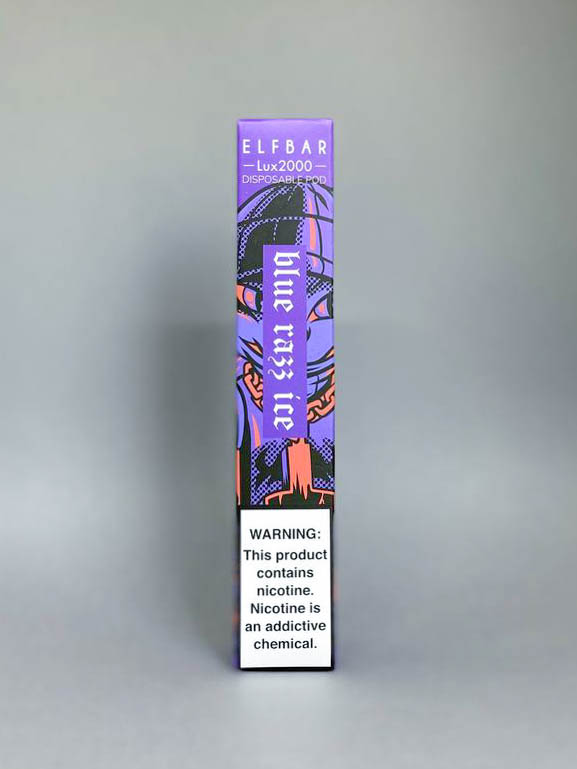 ELFBAR
Lux2000
DISPOSABLE POD
blue razz ice
WARNING:
This product
contains
nicotine.
Nicotine is
an addictive
chemical.